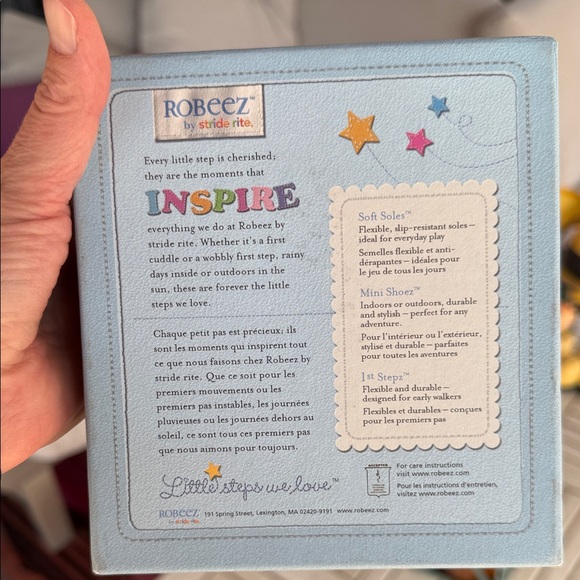 ROBeeZ™
by stride rite.
Every little step is cherished;
they are the moments that
INSPIRE
everything we do at Robeez by
stride rite. Whether it's a first
cuddle or a wobbly first step, rainy
days inside or outdoors in the
sun, these are forever the little
steps we love.
Chaque petit pas est précieux; ils
sont les moments qui inspirent tout
ce que nous faisons chez Robeez by
stride rite. Que ce soit pour les
premiers mouvements ou les
premiers pas instables, les journées
pluvieuses ou les journées dehors au
soleil, ce sont tous ces premiers pas
que nous aimons pour toujours.
Soft Soles™
Flexible, slip-resistant soles –
ideal for everyday play
Semelles flexible et anti-
dérapantes – idéales pour
le jeu de tous les jours
Mini Shoez™
Indoors or outdoors, durable
and stylish – perfect for any
adventure.
Pour l'intérieur ou l'extérieur,
stylisé et durable – parfaites
pour toutes les aventures
1st Stepz™
Flexible and durable –
designed for early walkers
Flexibles et durables – conçues
pour les premiers pas
Little steps we love™
ROBeeZ
by stride rite.
191 Spring Street, Lexington, MA 02420-9191 www.robeez.com
ACCEPTED
For care instructions
visit www.robeez.com
Pour les instructions d'entretien,
visitez www.robeez.com